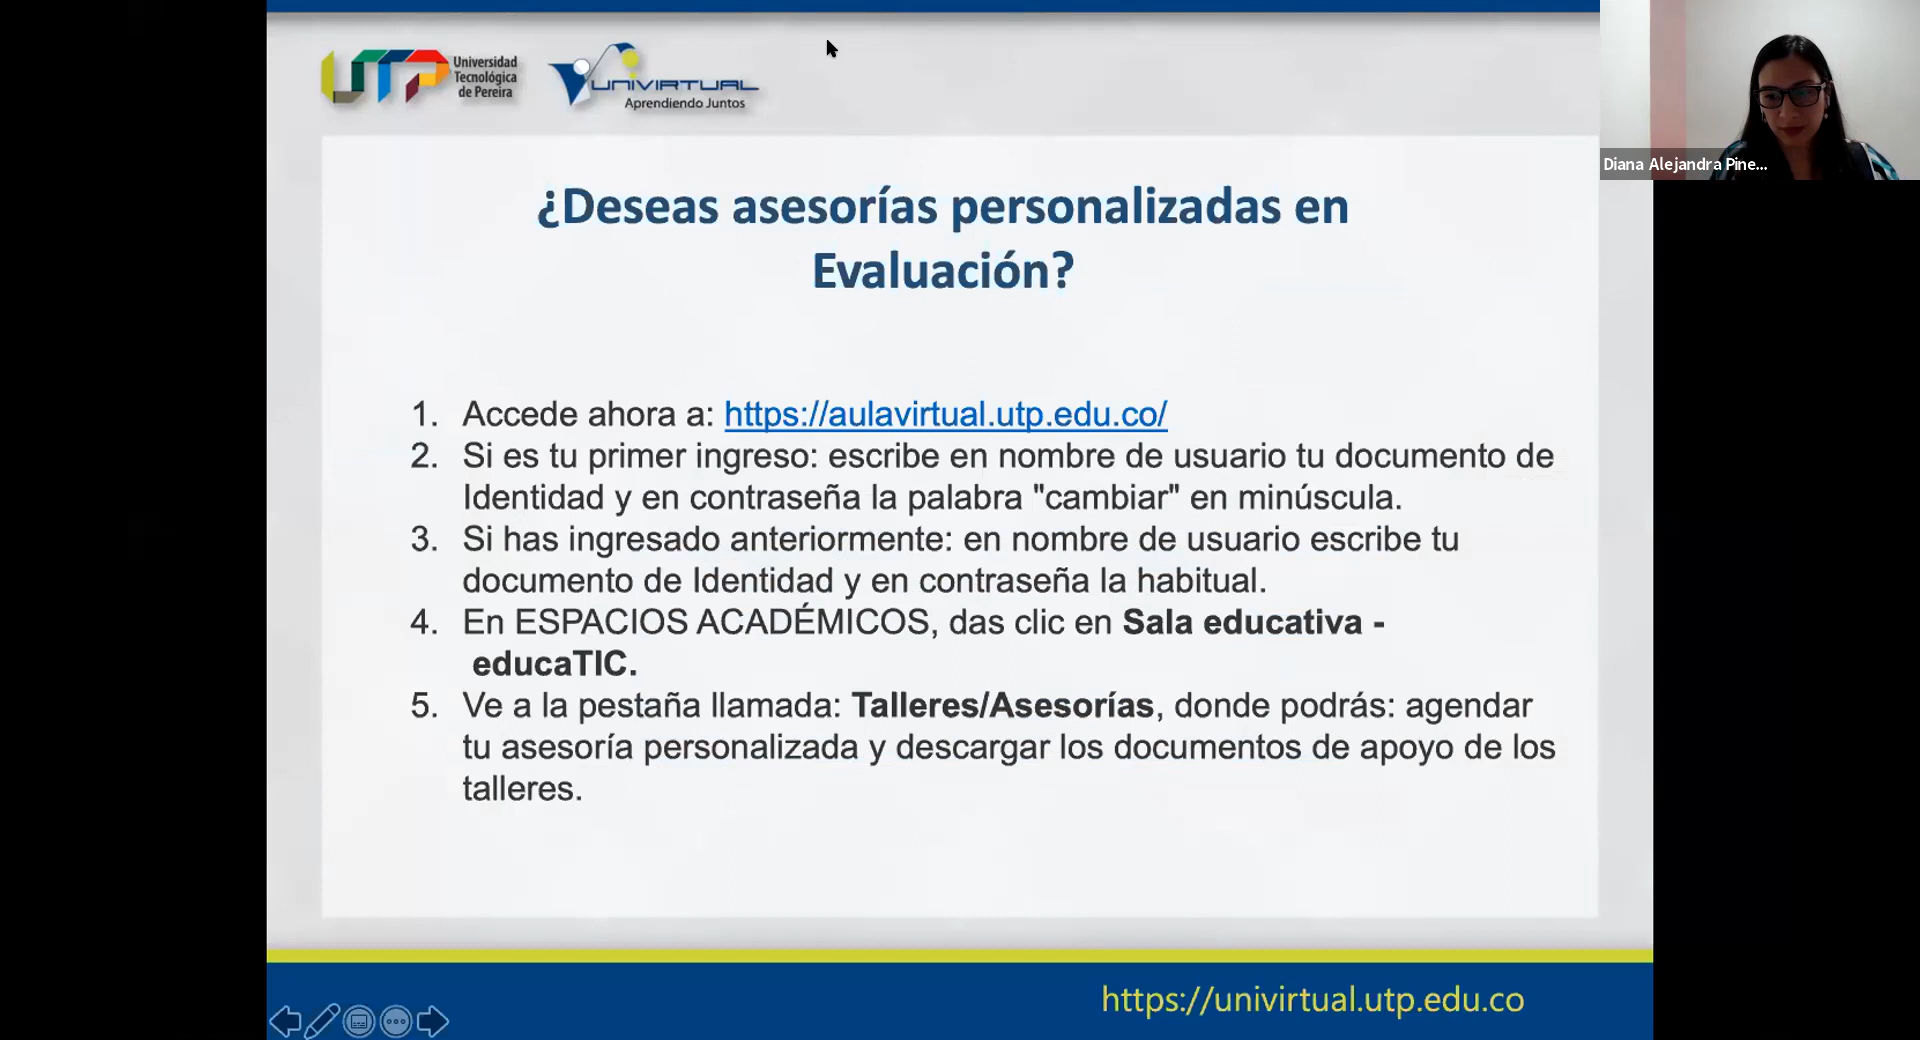 UTP
Universidad
Tecnológica
de Pereira
UNIVIRTUAL
Aprendiendo Juntos
Diana Alejandra Pine...
¿Deseas asesorías personalizadas en
Evaluación?
1. Accede ahora a: https://aulavirtual.utp.edu.co/
2. Si es tu primer ingreso: escribe en nombre de usuario tu documento de
Identidad y en contraseña la palabra "cambiar" en minúscula.
3. Si has ingresado anteriormente: en nombre de usuario escribe tu
documento de Identidad y en contraseña la habitual.
4. En ESPACIOS ACADÉMICOS, das clic en Sala educativa -
educaTIC.
5. Ve a la pestaña llamada: Talleres/Asesorías, donde podrás: agendar
tu asesoría personalizada y descargar los documentos de apoyo de los
talleres.
https://univirtual.utp.edu.co